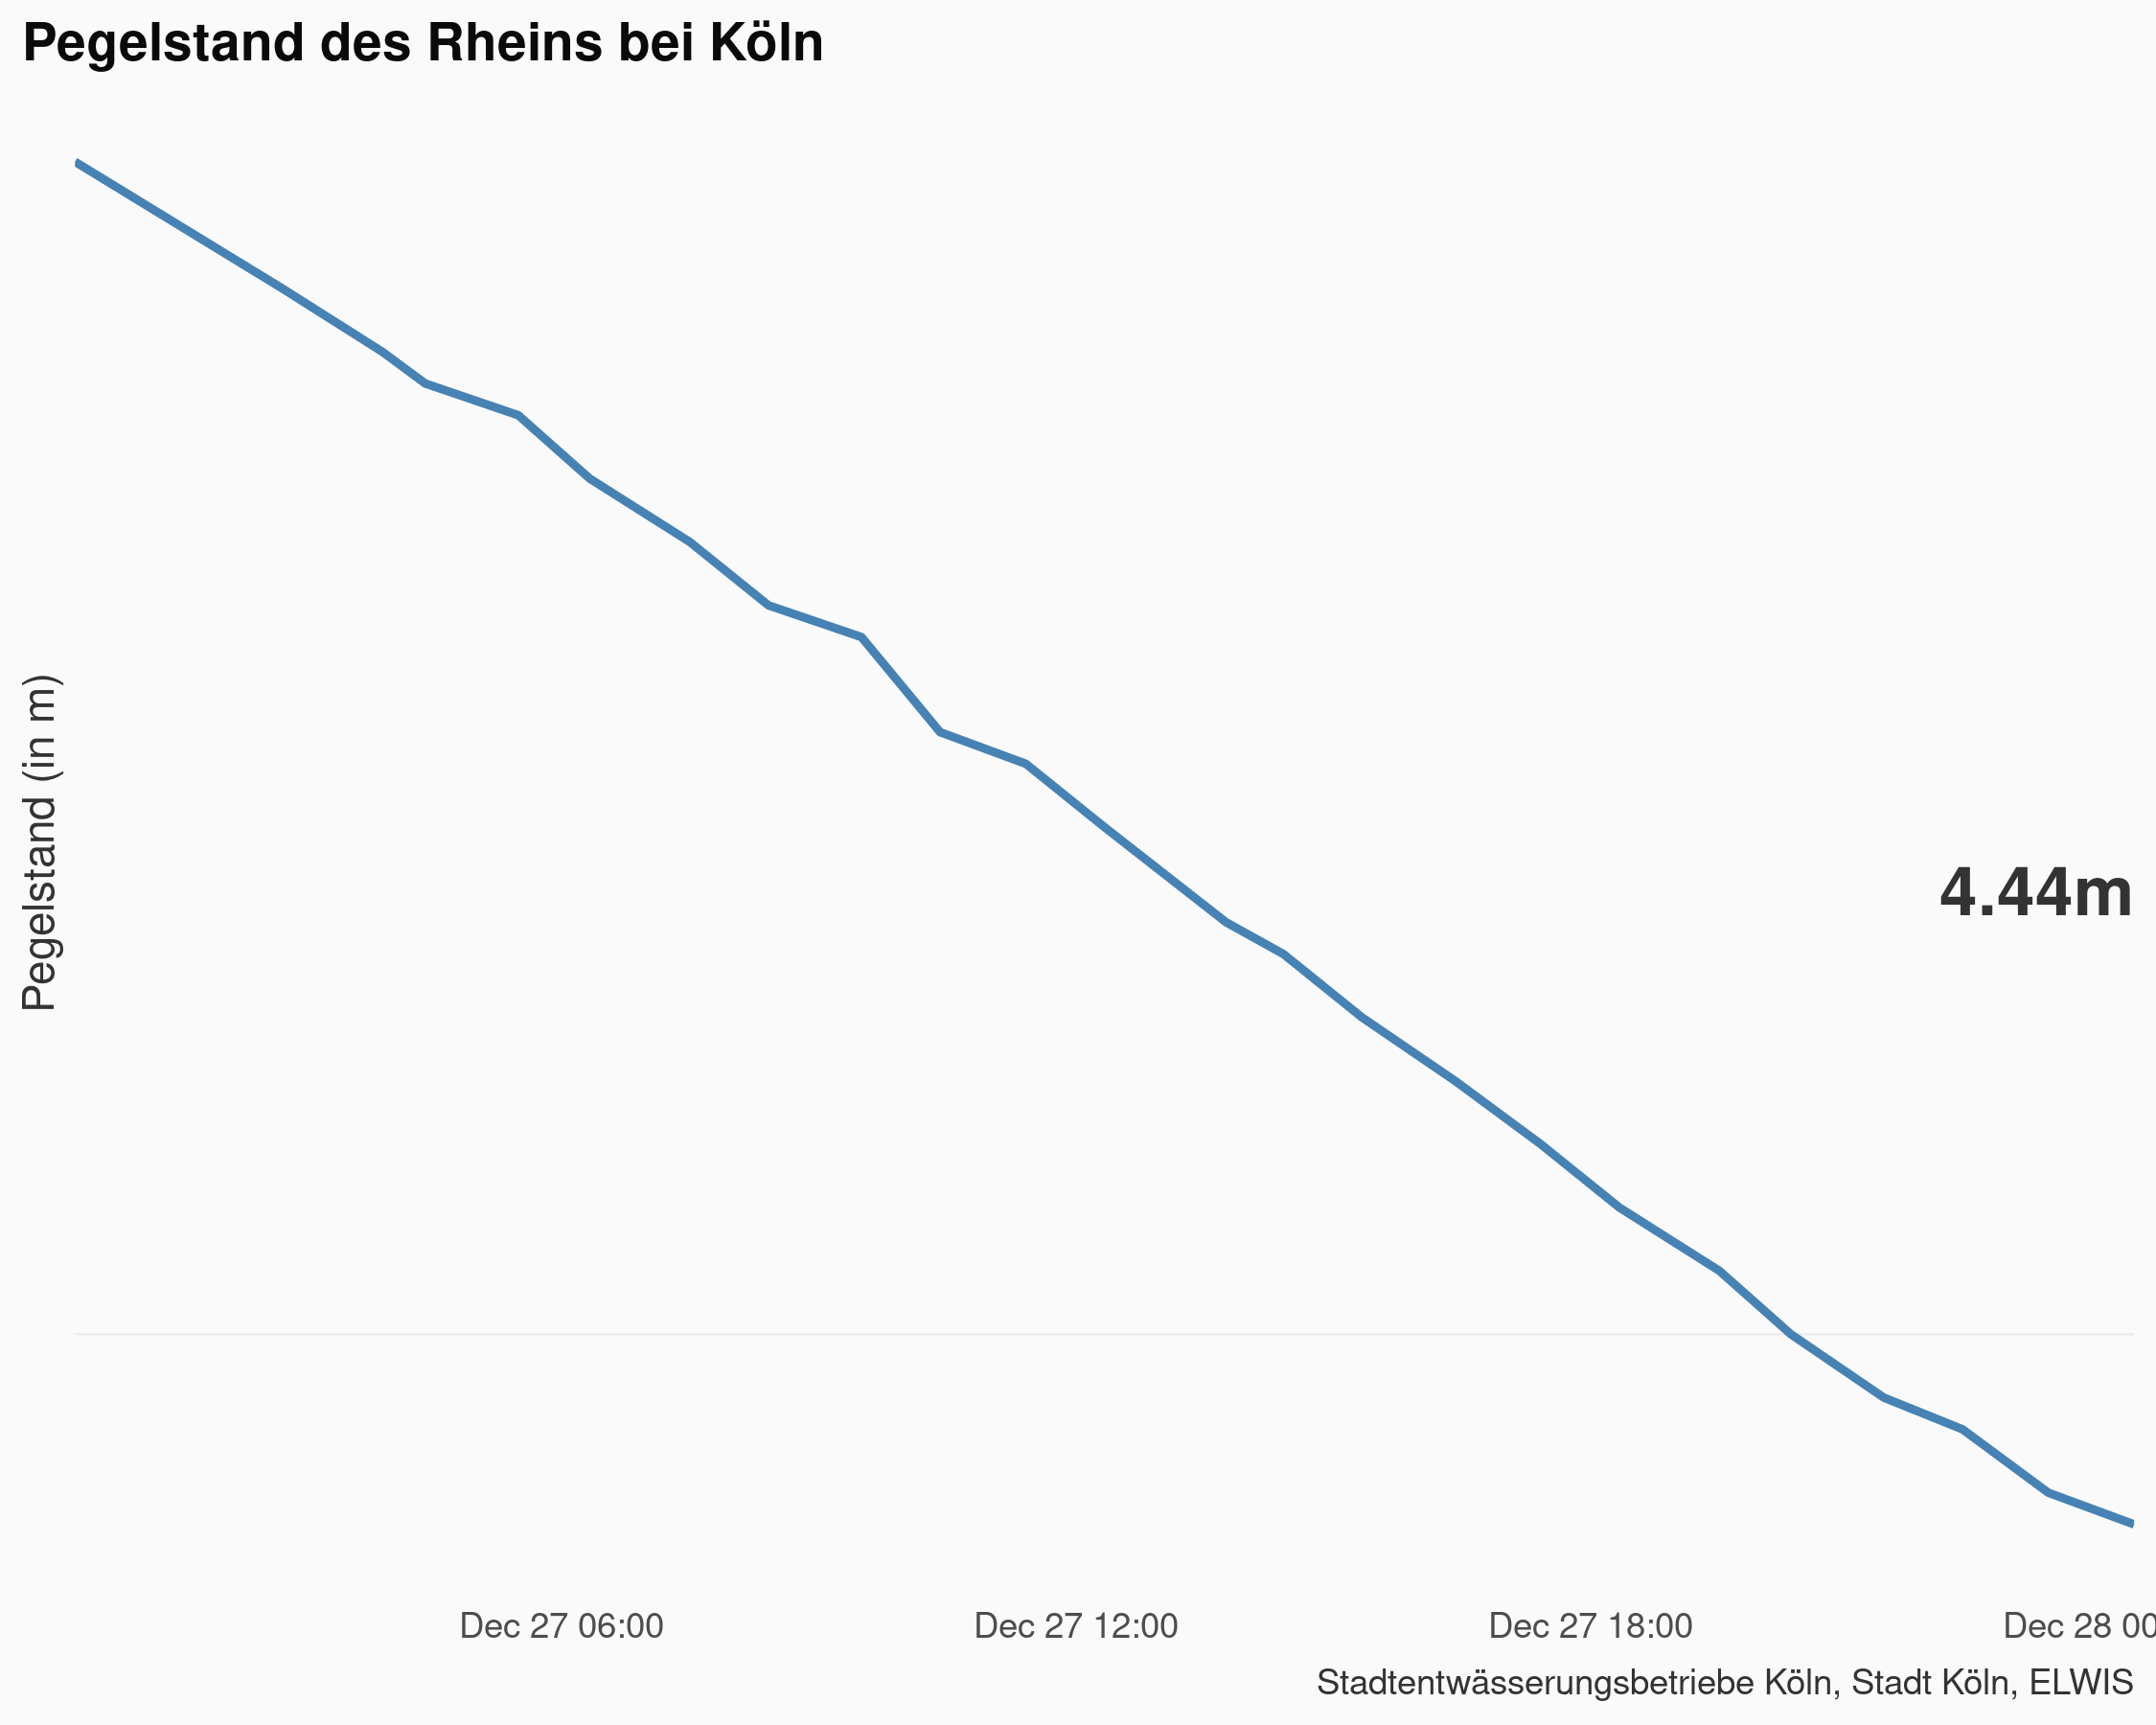 Pegelstand des Rheins bei Köln
Pegelstand (in m)
4.44m
Dec 27 06:00
Dec 27 12:00
Dec 27 18:00
Dec 28 00
Stadtentwässerungsbetriebe Köln, Stadt Köln, ELWIS